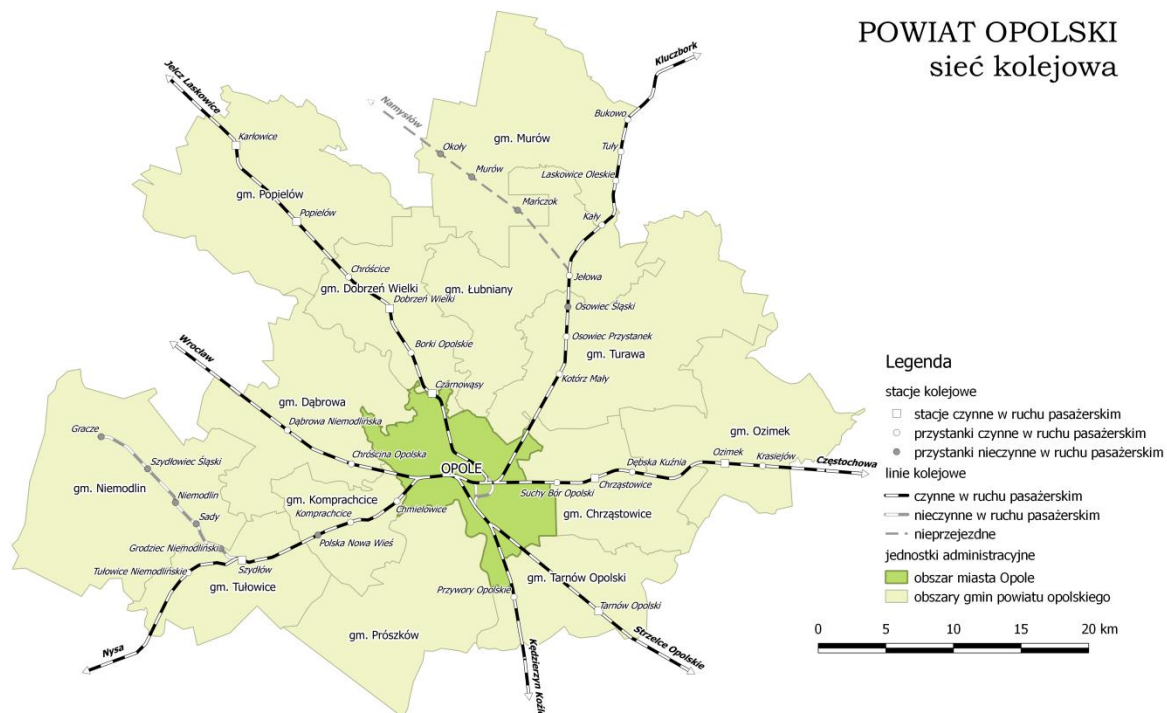 POWIAT OPOLSKI
sieć kolejowa
Kluczbork
Jelcz Laskowice
Namysłów
Bukowo
Karłowice
gm. Murów
Okoły
Tuły
Murów
Laskowice Oleskie
gm. Popielów
Mańczok
Popielów
Kały
Chróścice
Jełowa
gm. Dobrzeń Wielki
gm. Łubniany
Dobrzeń Wielki
Osowiec Śląski
Osowiec Przystanek
Wrocław
Borki Opolskie
gm. Turawa
Kotórz Mały
Czarnowąsy
gm. Dąbrowa
Dąbrowa Niemodlińska
Gracze
gm. Ozimek
Chróścina Opolska
Szydłowiec Śląski
OPOLE
Dębska Kuźnia
Ozimek
Krasiejów
Częstochowa
gm. Niemodlin
Niemodlin
gm. Komprachcice
Suchy Bór Opolski
Chrząstowice
Komprachcice
Chmielowice
gm. Chrząstowice
Sady
Polska Nowa Wieś
Grodziec Niemodliński
Szydłów
Tułowice Niemodlińskie
gm. Tułowice
gm. Tarnów Opolski
Przywory Opolskie
Tarnów Opolski
gm. Prószków
Strzelce Opolskie
Nysa
Kędzierzyn Koźle
Legenda
stacje kolejowe
stacje czynne w ruchu pasażerskim
przystanki czynne w ruchu pasażerskim
przystanki nieczynne w ruchu pasażerskim
linie kolejowe
czynne w ruchu pasażerskim
nieczynne w ruchu pasażerskim
nieprzejezdne
jednostki administracyjne
obszar miasta Opole
obszary gmin powiatu opolskiego
0 5 10 15 20 km